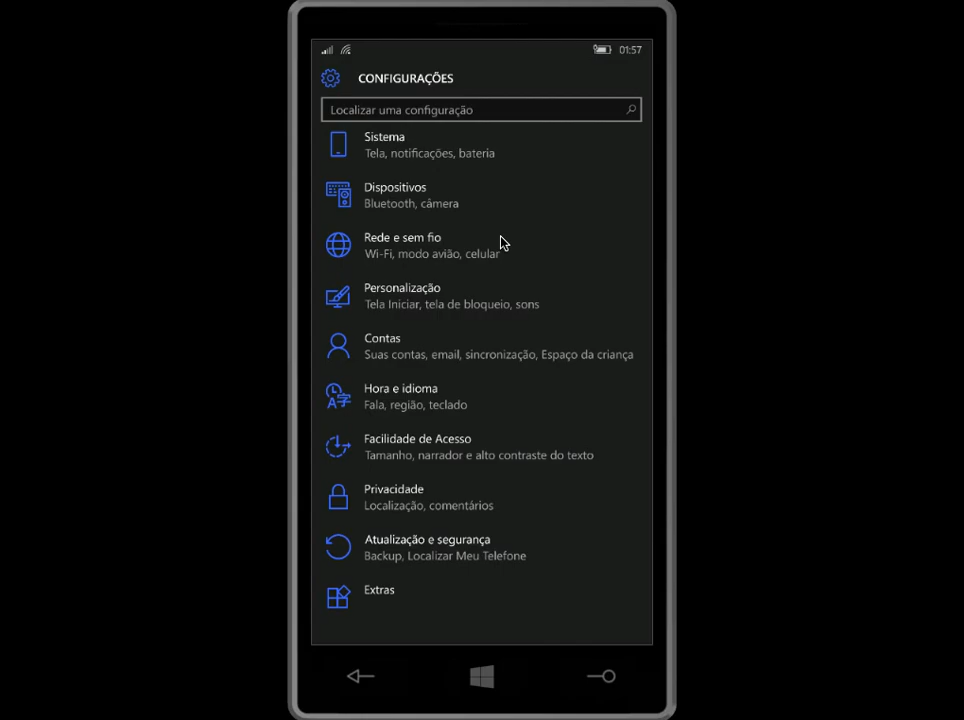 01:57
CONFIGURAÇÕES
Localizar uma configuração
Sistema
Tela, notificações, bateria
Dispositivos
Bluetooth, câmera
Rede e sem fio
Wi-Fi, modo avião, celular
Personalização
Tela Iniciar, tela de bloqueio, sons
Contas
Suas contas, email, sincronização, Espaço da criança
Hora e idioma
Fala, região, teclado
Facilidade de Acesso
Tamanho, narrador e alto contraste do texto
Privacidade
Localização, comentários
Atualização e segurança
Backup, Localizar Meu Telefone
Extras